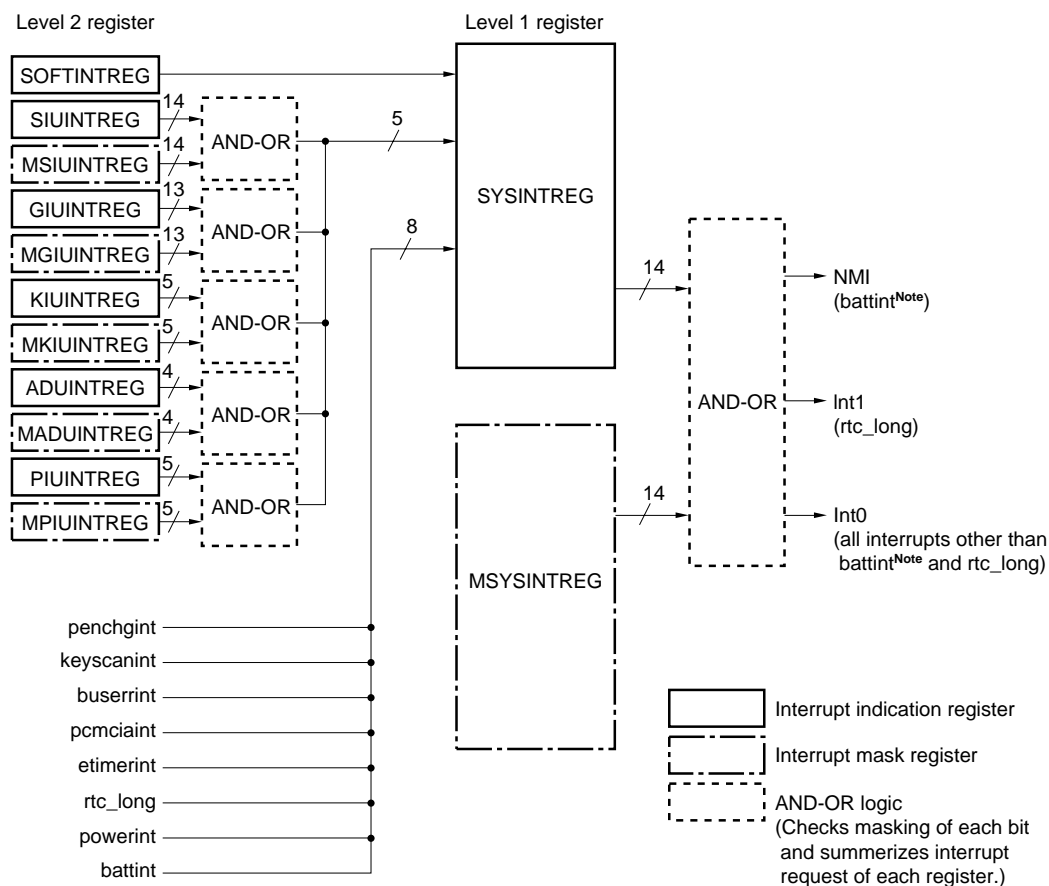 Level 2 register
Level 1 register
SOFTINTREG
SIUINTREG
14
MSIUINTREG
14
AND-OR
GIUINTREG
13
MGIUINTREG
13
AND-OR
KIUINTREG
5
MKIUINTREG
5
AND-OR
ADUINTREG
4
MADUINTREG
4
AND-OR
PIUINTREG
5
MPIUINTREG
5
AND-OR
5
8
SYSINTREG
14
MSYSINTREG
14
AND-OR
NMI
(battintNote)
Int1
(rtc_long)
Int0
(all interrupts other than
battintNote and rtc_long)
penchgint
keyscanint
buserrint
pcmciaint
etimerint
rtc_long
powerint
battint
Interrupt indication register
Interrupt mask register
AND-OR logic
(Checks masking of each bit
and summerizes interrupt
request of each register.)